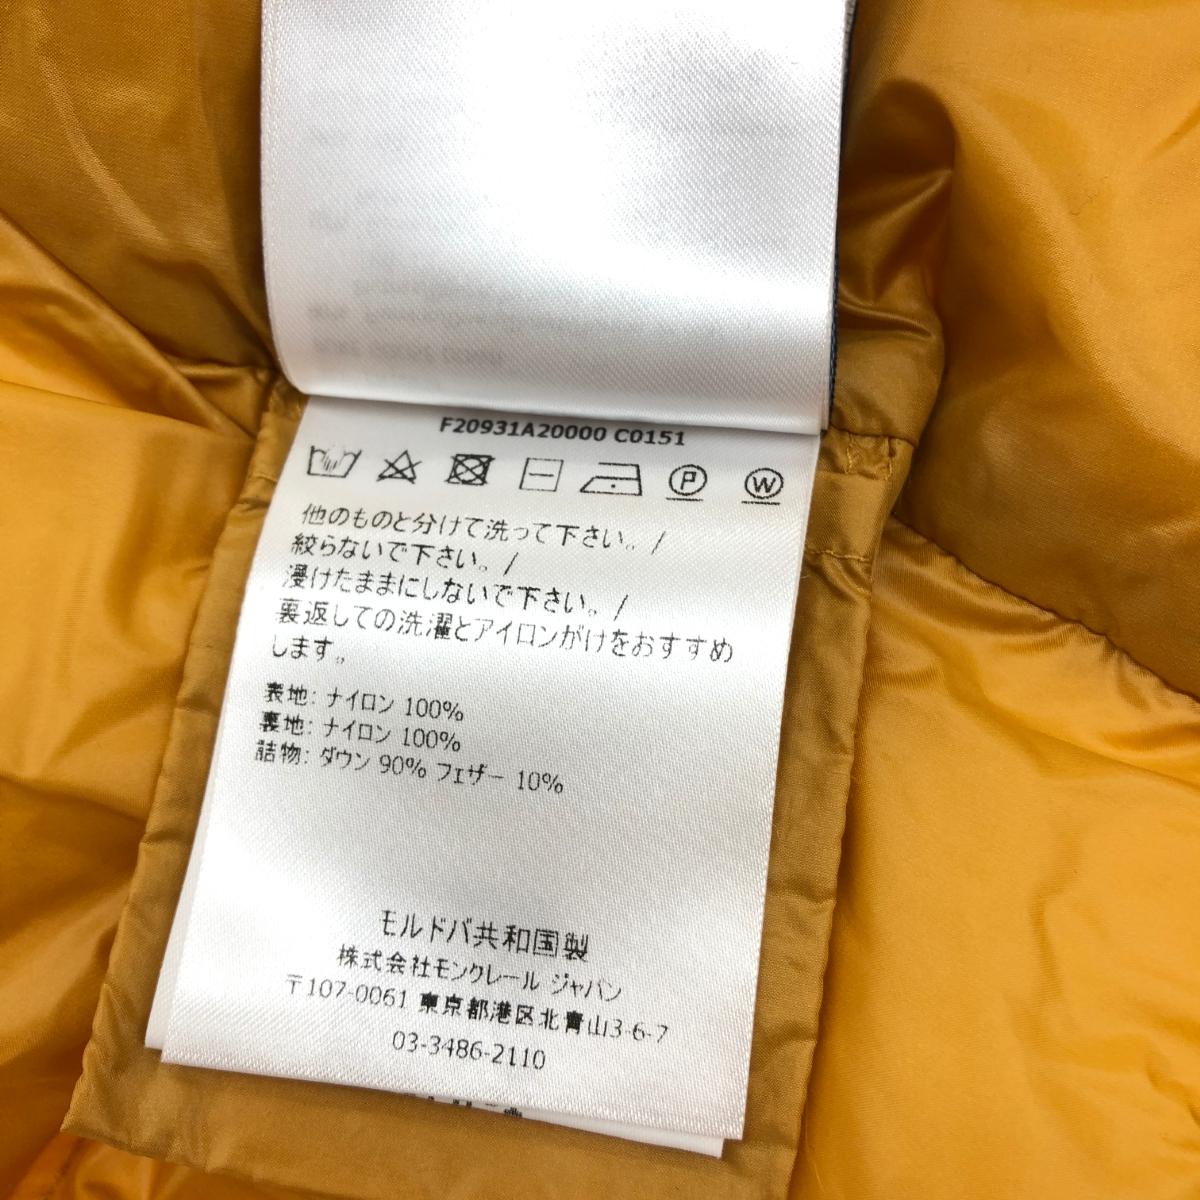 F20931A20000 C0151
P W
他のものと分けて洗って下さい。/
絞らないで下さい。/
浸けたままにしないで下さい。/
裏返しての洗濯とアイロンがけをおすすめ
します。
表地: ナイロン 100%
裏地: ナイロン 100%
詰物: ダウン 90% フェザー 10%
モルドバ共和国製
株式会社モンクレール ジャパン
〒107-0061 東京都港区北青山3-6-7
03-3486-2110